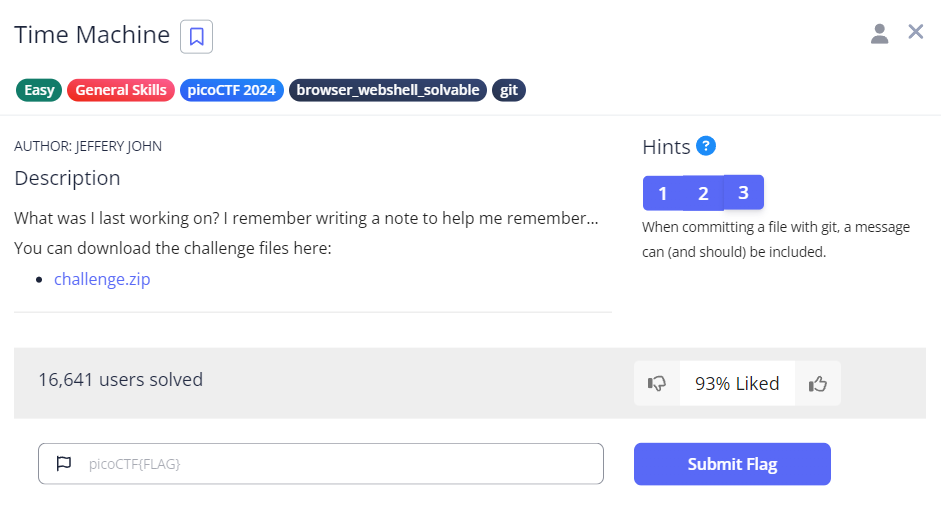 Time Machine
Easy General Skills picoCTF 2024 browser_webshell_solvable git
AUTHOR: JEFFERY JOHN
Description
What was I last working on? I remember writing a note to help me remember...
You can download the challenge files here:
• challenge.zip
Hints ?
1 2 3
When committing a file with git, a message
can (and should) be included.
16,641 users solved
93% Liked
picoCTF{FLAG}
Submit Flag